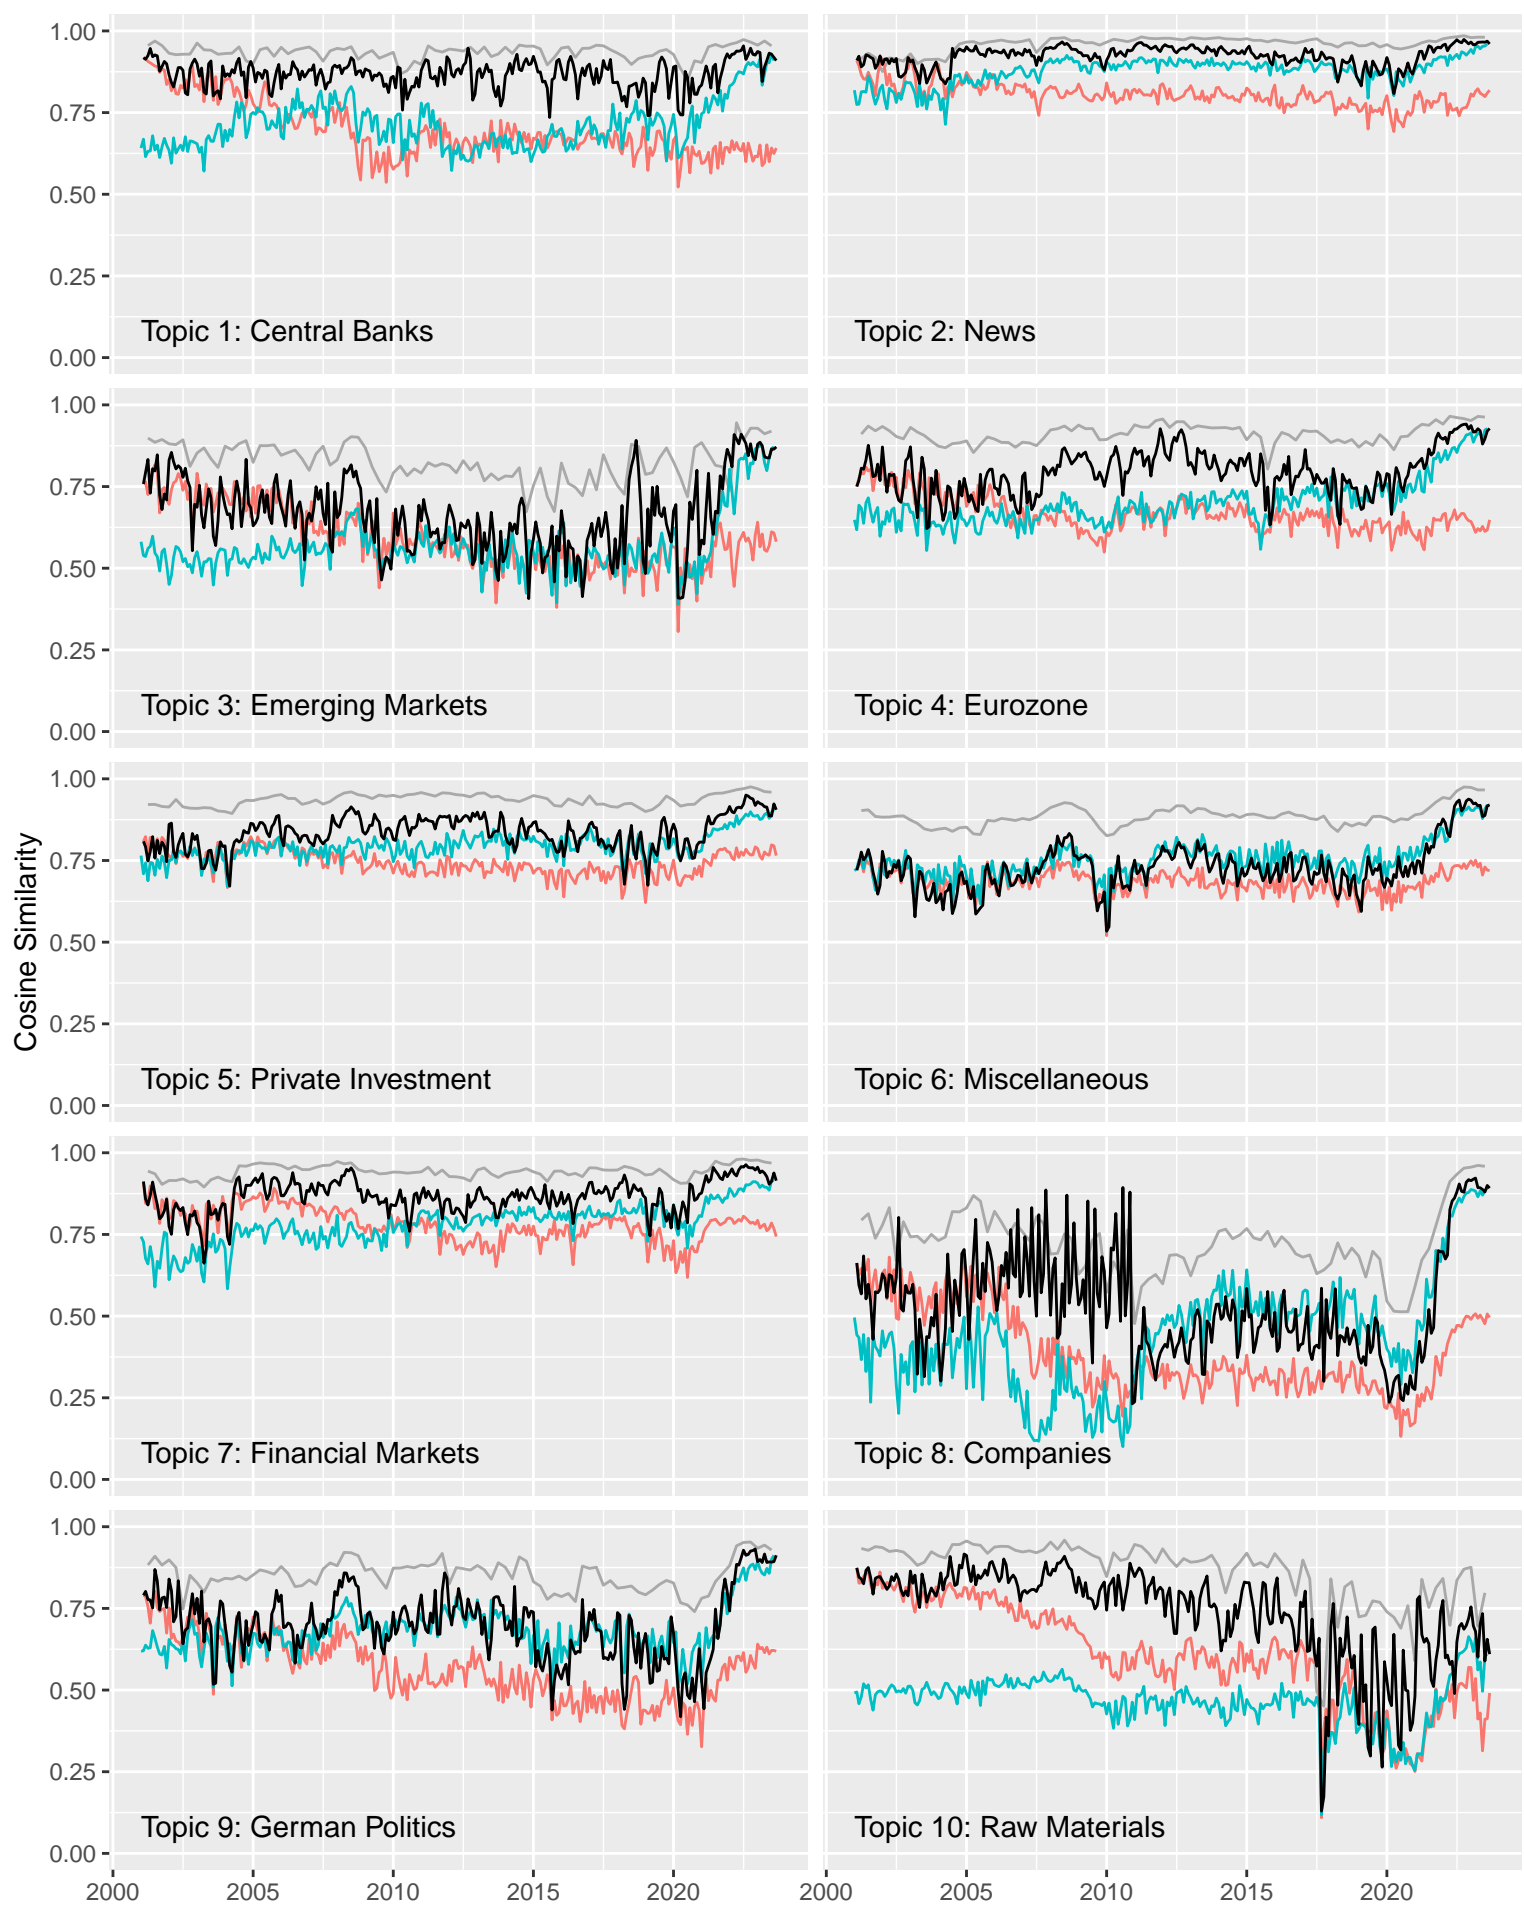 1.00
0.75
0.50
0.25
0.00
Topic 1: Central Banks
Topic 2: News
1.00
0.75
0.50
0.25
0.00
Topic 3: Emerging Markets
Topic 4: Eurozone
Cosine Similarity
1.00
0.75
0.50
0.25
0.00
Topic 5: Private Investment
Topic 6: Miscellaneous
1.00
0.75
0.50
0.25
0.00
Topic 7: Financial Markets
Topic 8: Companies
1.00
0.75
0.50
0.25
0.00
Topic 9: German Politics
Topic 10: Raw Materials
2000 2005 2010 2015 2020 2000 2005 2010 2015 2020